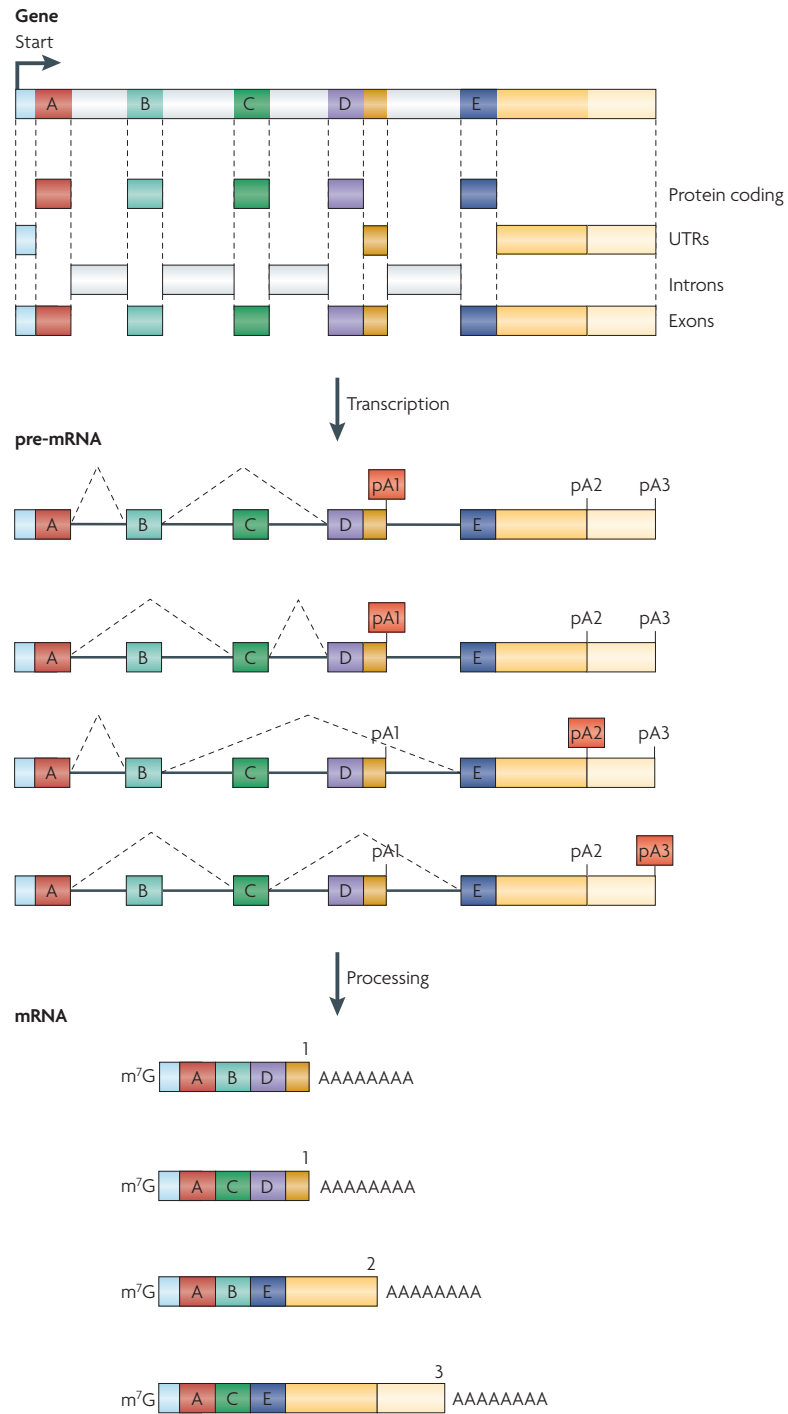 Gene
Start
A B C D E
Protein coding
UTRs
Introns
Exons
Transcription
pre-mRNA
pA1 pA2 pA3
A B C D E
pA1 pA2 pA3
A B C D E
pA1 pA2 pA3
A B C D E
pA1 pA2 pA3
A B C D E
Processing
mRNA
1
m⁷G A B D AAAAAAAA
1
m⁷G A C D AAAAAAAA
2
m⁷G A B E AAAAAAAA
3
m⁷G A C E AAAAAAAA